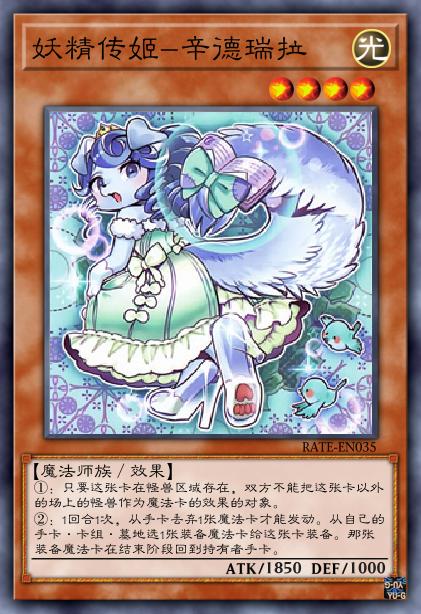 妖精传姬-辛德瑞拉
光
RATE-EN035
【魔法师族／效果】
①：只要这张卡在怪兽区域存在，双方不能把这张卡以外
的场上的怪兽作为魔法卡的效果的对象。
②：1回合1次，从手卡丢弃1张魔法卡才能发动。从自己的
手卡·卡组·墓地选1张装备魔法卡给这张卡装备。那张
装备魔法卡在结束阶段回到持有者手卡。
ATK/1850 DEF/1000